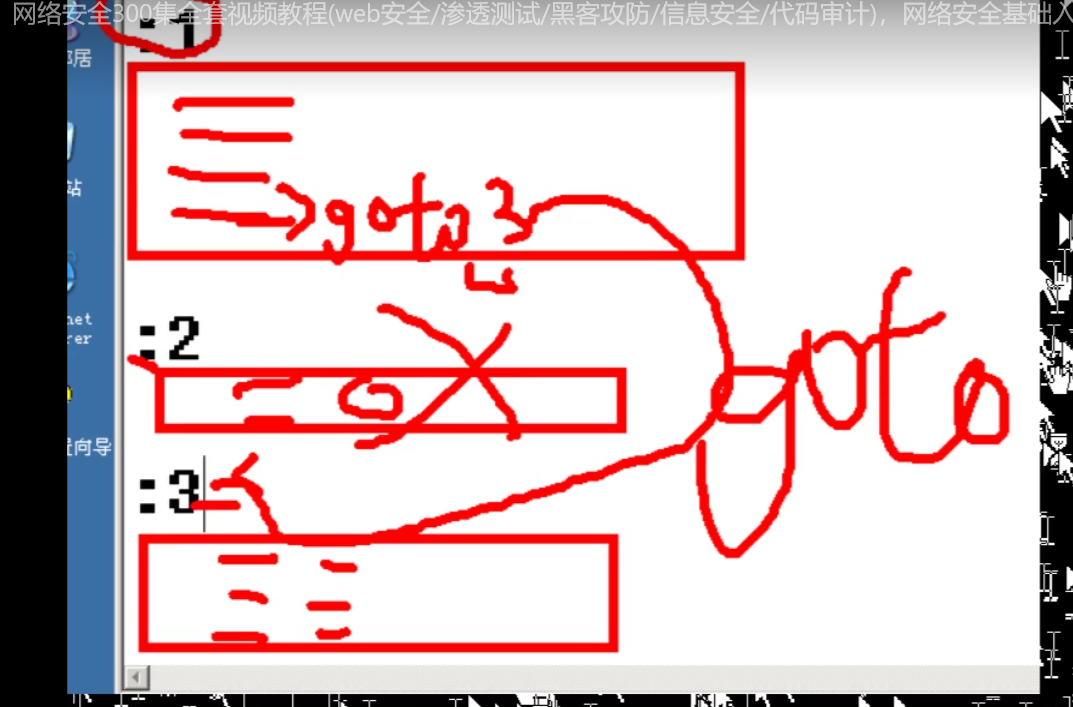 网络安全300集全套视频教程(web安全/渗透测试/黑客攻防/信息安全/代码审计)， 网络安全基础入
:1
邻居
goto 3
站
net
rer
:2
goto
置向导
:3